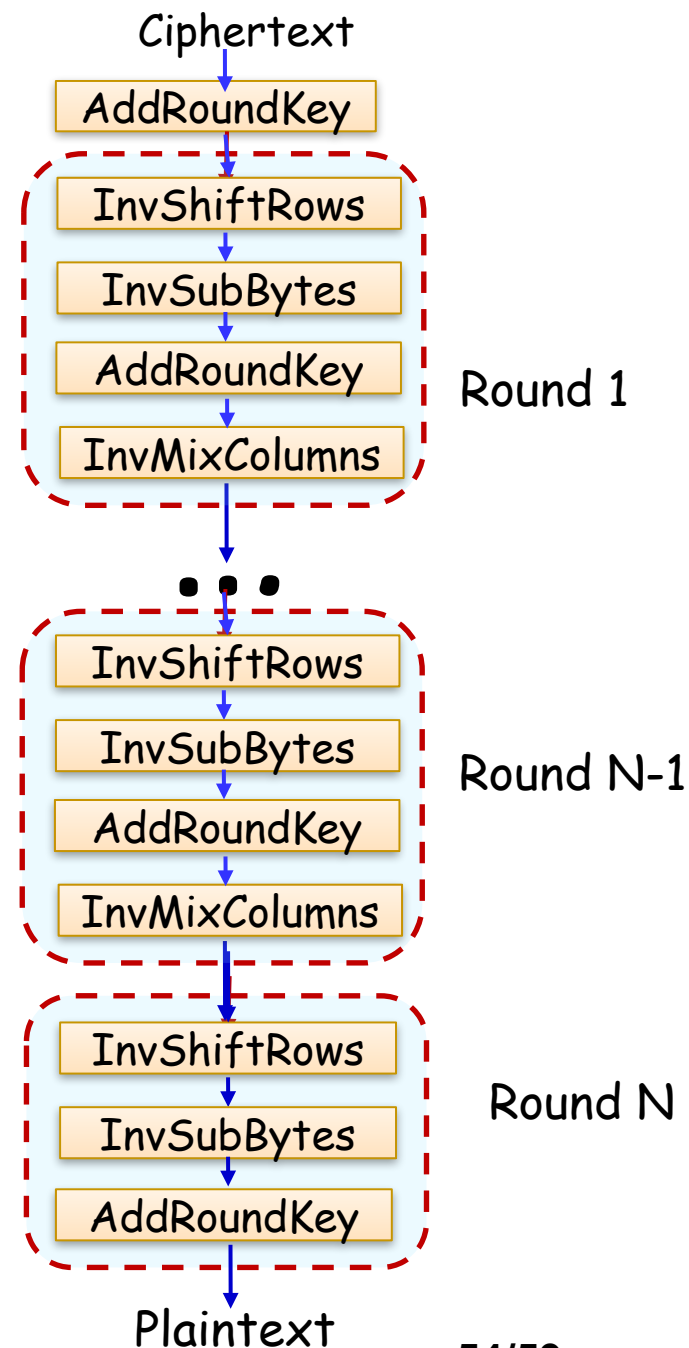 Ciphertext
AddRoundKey
InvShiftRows
InvSubBytes
AddRoundKey
Round 1
InvMixColumns
...
InvShiftRows
InvSubBytes
Round N-1
AddRoundKey
InvMixColumns
InvShiftRows
Round N
InvSubBytes
AddRoundKey
Plaintext